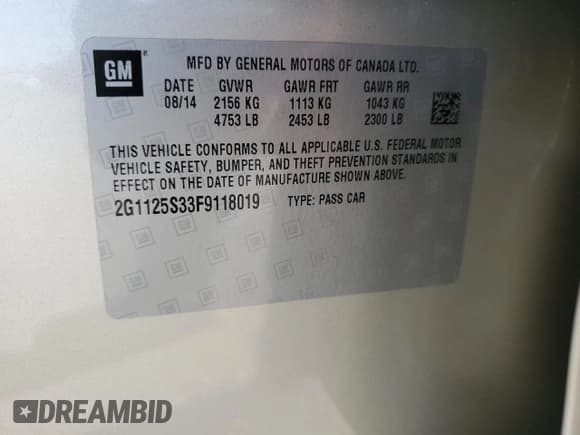 GM
MFD BY GENERAL MOTORS OF CANADA LTD.
DATE GVWR GAWR FRT GAWR RR
08/14 2156 KG 1113 KG 1043 KG
4753 LB 2453 LB 2300 LB
THIS VEHICLE CONFORMS TO ALL APPLICABLE U.S. FEDERAL MOTOR
VEHICLE SAFETY, BUMPER, AND THEFT PREVENTION STANDARDS IN
EFFECT ON THE DATE OF MANUFACTURE SHOWN ABOVE.
2G1125S33F9118019 TYPE: PASS CAR
DREAMBID